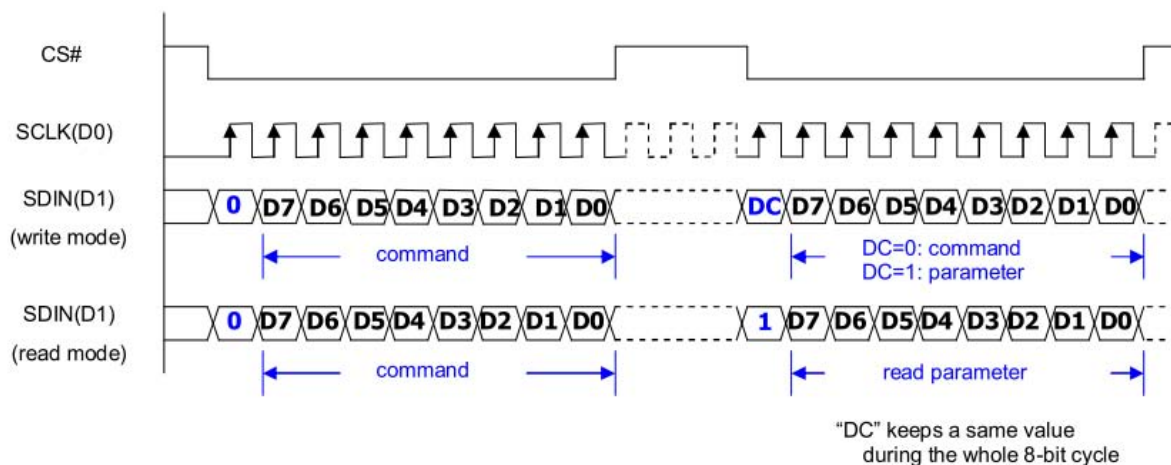 CS#
SCLK(D0)
SDIN(D1) 0 D7 D6 D5 D4 D3 D2 D1 D0 DC D7 D6 D5 D4 D3 D2 D1 D0
(write mode) command DC=0: command
DC=1: parameter
SDIN(D1) 0 D7 D6 D5 D4 D3 D2 D1 D0 1 D7 D6 D5 D4 D3 D2 D1 D0
(read mode) command read parameter
“DC” keeps a same value
during the whole 8-bit cycle